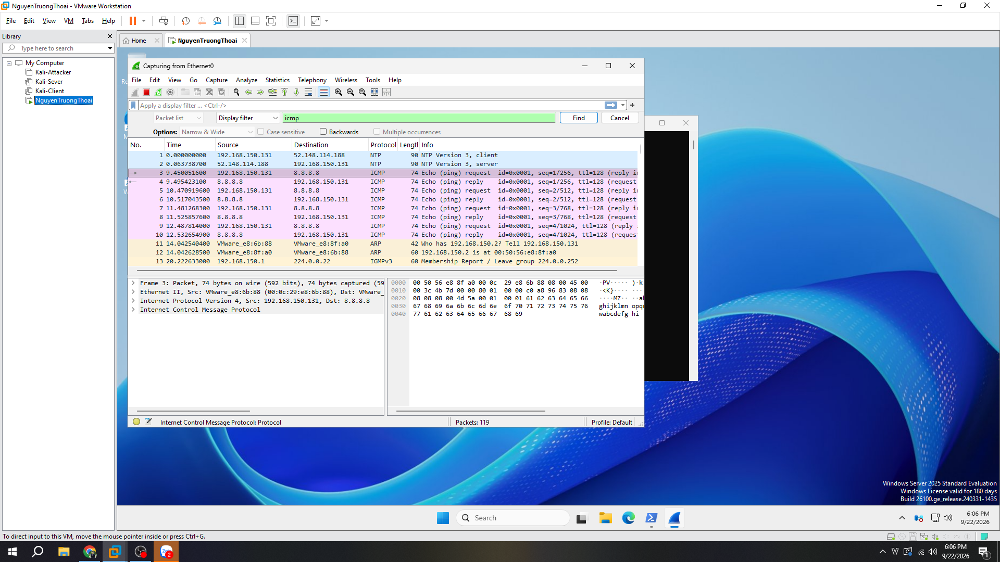 NguyenTruongThoai - VMware Workstation
File Edit View VM Tabs Help
Library
Type here to search
My Computer
Kali-Attacker
Kali-Sever
Kali-Client
NguyenTruongThoai
Home NguyenTruongThoai
Capturing from Ethernet0
File Edit View Go Capture Analyze Statistics Telephony Wireless Tools Help
Apply a display filter ... <Ctrl-/>
Packet list Display filter icmp Find Cancel
Options: Narrow & Wide Case sensitive Backwards Multiple occurrences
No. Time Source Destination Protocol Lengtl Info
1 0.000000000 192.168.150.131 52.148.114.188 NTP 90 NTP Version 3, client
2 0.063738700 52.148.114.188 192.168.150.131 NTP 90 NTP Version 3, server
3 9.450051600 192.168.150.131 8.8.8.8 ICMP 74 Echo (ping) request id=0x0001, seq=1/256, ttl=128 (reply i
4 9.495423100 8.8.8.8 192.168.150.131 ICMP 74 Echo (ping) reply id=0x0001, seq=1/256, ttl=128 (request
5 10.470919600 192.168.150.131 8.8.8.8 ICMP 74 Echo (ping) request id=0x0001, seq=2/512, ttl=128 (reply i
6 10.517043500 8.8.8.8 192.168.150.131 ICMP 74 Echo (ping) reply id=0x0001, seq=2/512, ttl=128 (request
7 11.481268300 192.168.150.131 8.8.8.8 ICMP 74 Echo (ping) request id=0x0001, seq=3/768, ttl=128 (reply i
8 11.525857600 8.8.8.8 192.168.150.131 ICMP 74 Echo (ping) reply id=0x0001, seq=3/768, ttl=128 (request
9 12.487814000 192.168.150.131 8.8.8.8 ICMP 74 Echo (ping) request id=0x0001, seq=4/1024, ttl=128 (reply
10 12.532654900 8.8.8.8 192.168.150.131 ICMP 74 Echo (ping) reply id=0x0001, seq=4/1024, ttl=128 (reques
11 14.042540400 VMware_e8:6b:88 VMware_e8:8f:a0 ARP 42 Who has 192.168.150.2? Tell 192.168.150.131
12 14.042628500 VMware_e8:8f:a0 VMware_e8:6b:88 ARP 60 192.168.150.2 is at 00:50:56:e8:8f:a0
13 20.222633000 192.168.150.1 224.0.0.22 IGMPv3 60 Membership Report / Leave group 224.0.0.252
Frame 3: Packet, 74 bytes on wire (592 bits), 74 bytes captured (59
Ethernet II, Src: VMware_e8:6b:88 (00:0c:29:e8:6b:88), Dst: VMware_
Internet Protocol Version 4, Src: 192.168.150.131, Dst: 8.8.8.8
Internet Control Message Protocol
0000 00 50 56 e8 8f a0 00 0c 29 e8 6b 88 08 00 45 00 ·PV····· )·k
0010 00 3c 4b 7d 00 00 80 01 00 00 c0 a8 96 83 08 08 ·<K}···· ····
0020 08 08 08 00 4d 5a 00 01 00 01 61 62 63 64 65 66 ····MZ·· ··a
0030 67 68 69 6a 6b 6c 6d 6e 6f 70 71 72 73 74 75 76 ghijklmn opq
0040 77 61 62 63 64 65 66 67 68 69 wabcdefg hi
Internet Control Message Protocol: Protocol Packets: 119 Profile: Default
Windows Server 2025 Standard Evaluation
Windows License valid for 180 days
Build 26100.ge_release.240331-1435
Search
6:06 PM
9/22/2026
To direct input to this VM, move the mouse pointer inside or press Ctrl+G.
2
6:06 PM
9/22/2026
1